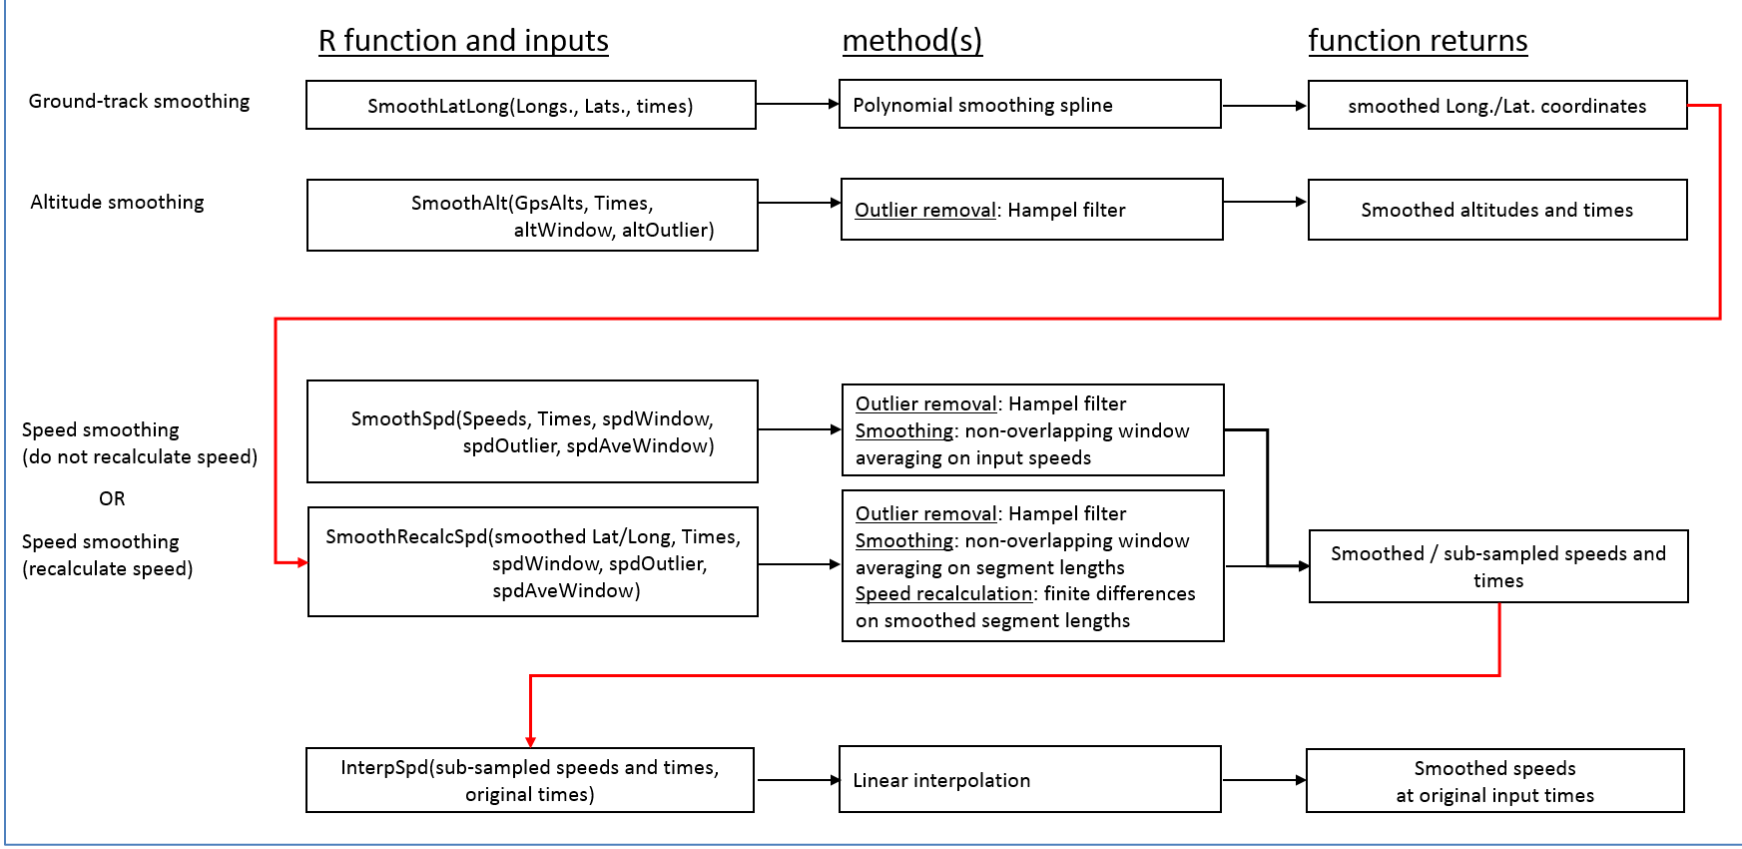 R function and inputs
method(s)
function returns
Ground-track smoothing
SmoothLatLong(Longs., Lats., times)
Polynomial smoothing spline
smoothed Long./Lat. coordinates
Altitude smoothing
SmoothAlt(GpsAlts, Times,
altWindow, altOutlier)
Outlier removal: Hampel filter
Smoothed altitudes and times
Speed smoothing
(do not recalculate speed)
SmoothSpd(Speeds, Times, spdWindow,
spdOutlier, spdAveWindow)
Outlier removal: Hampel filter
Smoothing: non-overlapping window
averaging on input speeds
OR
Speed smoothing
(recalculate speed)
SmoothRecalcSpd(smoothed Lat/Long, Times,
spdWindow, spdOutlier,
spdAveWindow)
Outlier removal: Hampel filter
Smoothing: non-overlapping window
averaging on segment lengths
Speed recalculation: finite differences
on smoothed segment lengths
Smoothed / sub-sampled speeds and
times
InterpSpd(sub-sampled speeds and times,
original times)
Linear interpolation
Smoothed speeds
at original input times